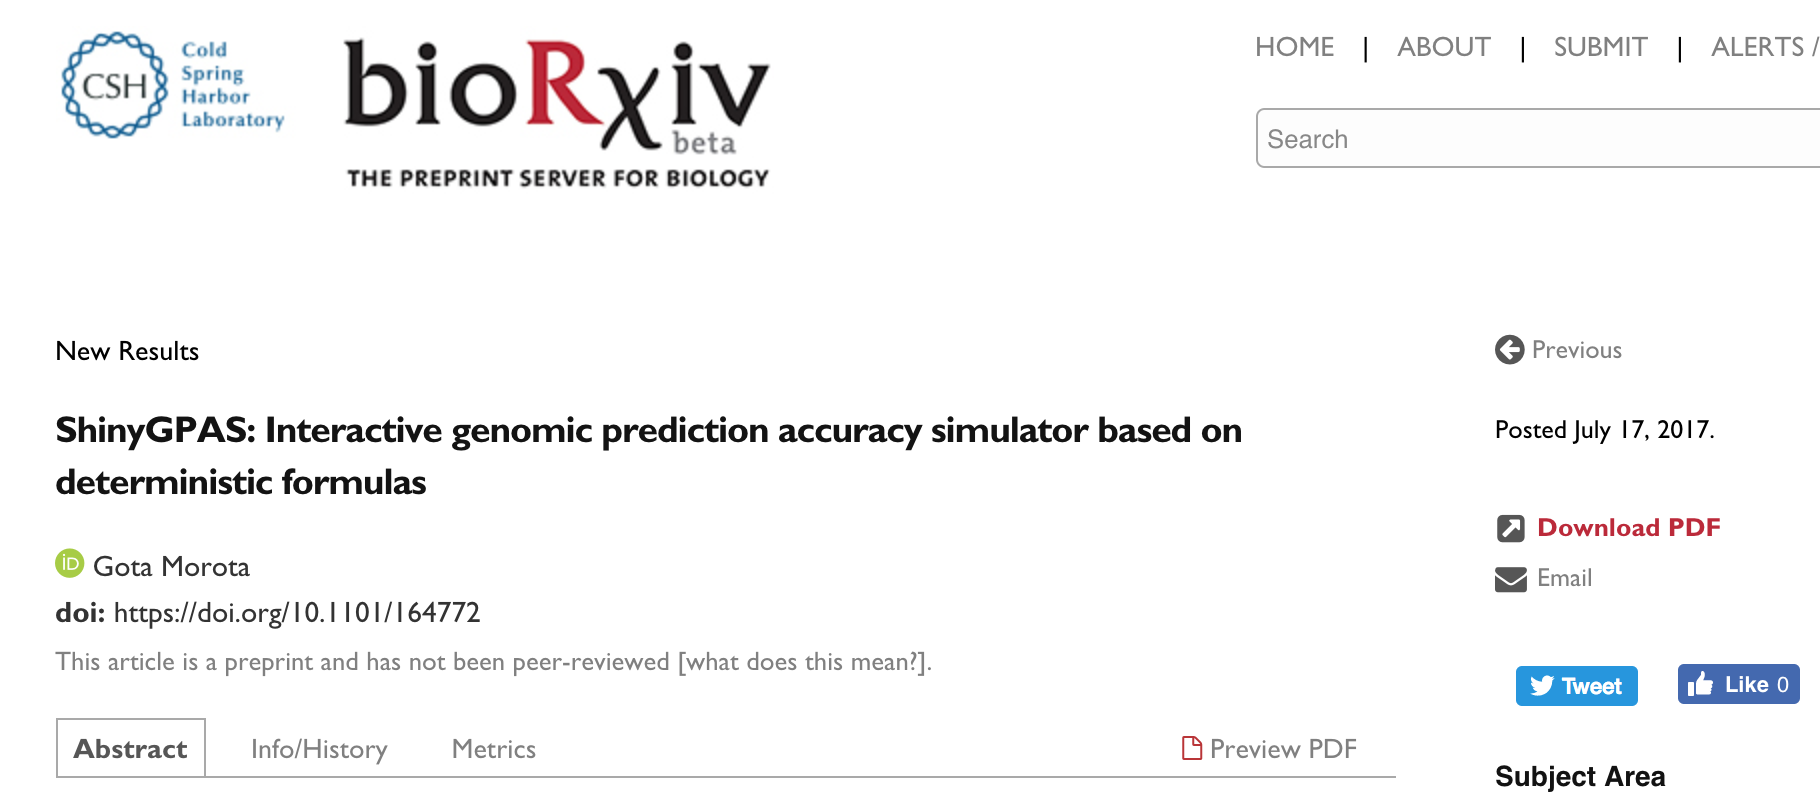 CSH
Cold
Spring
Harbor
Laboratory
bioRxiv
beta
THE PREPRINT SERVER FOR BIOLOGY
HOME | ABOUT | SUBMIT | ALERTS /
Search
New Results
ShinyGPAS: Interactive genomic prediction accuracy simulator based on
deterministic formulas
iD Gota Morota
doi: https://doi.org/10.1101/164772
This article is a preprint and has not been peer-reviewed [what does this mean?].
Abstract Info/History Metrics Preview PDF
Previous
Posted July 17, 2017.
Download PDF
Email
Tweet Like 0
Subject Area